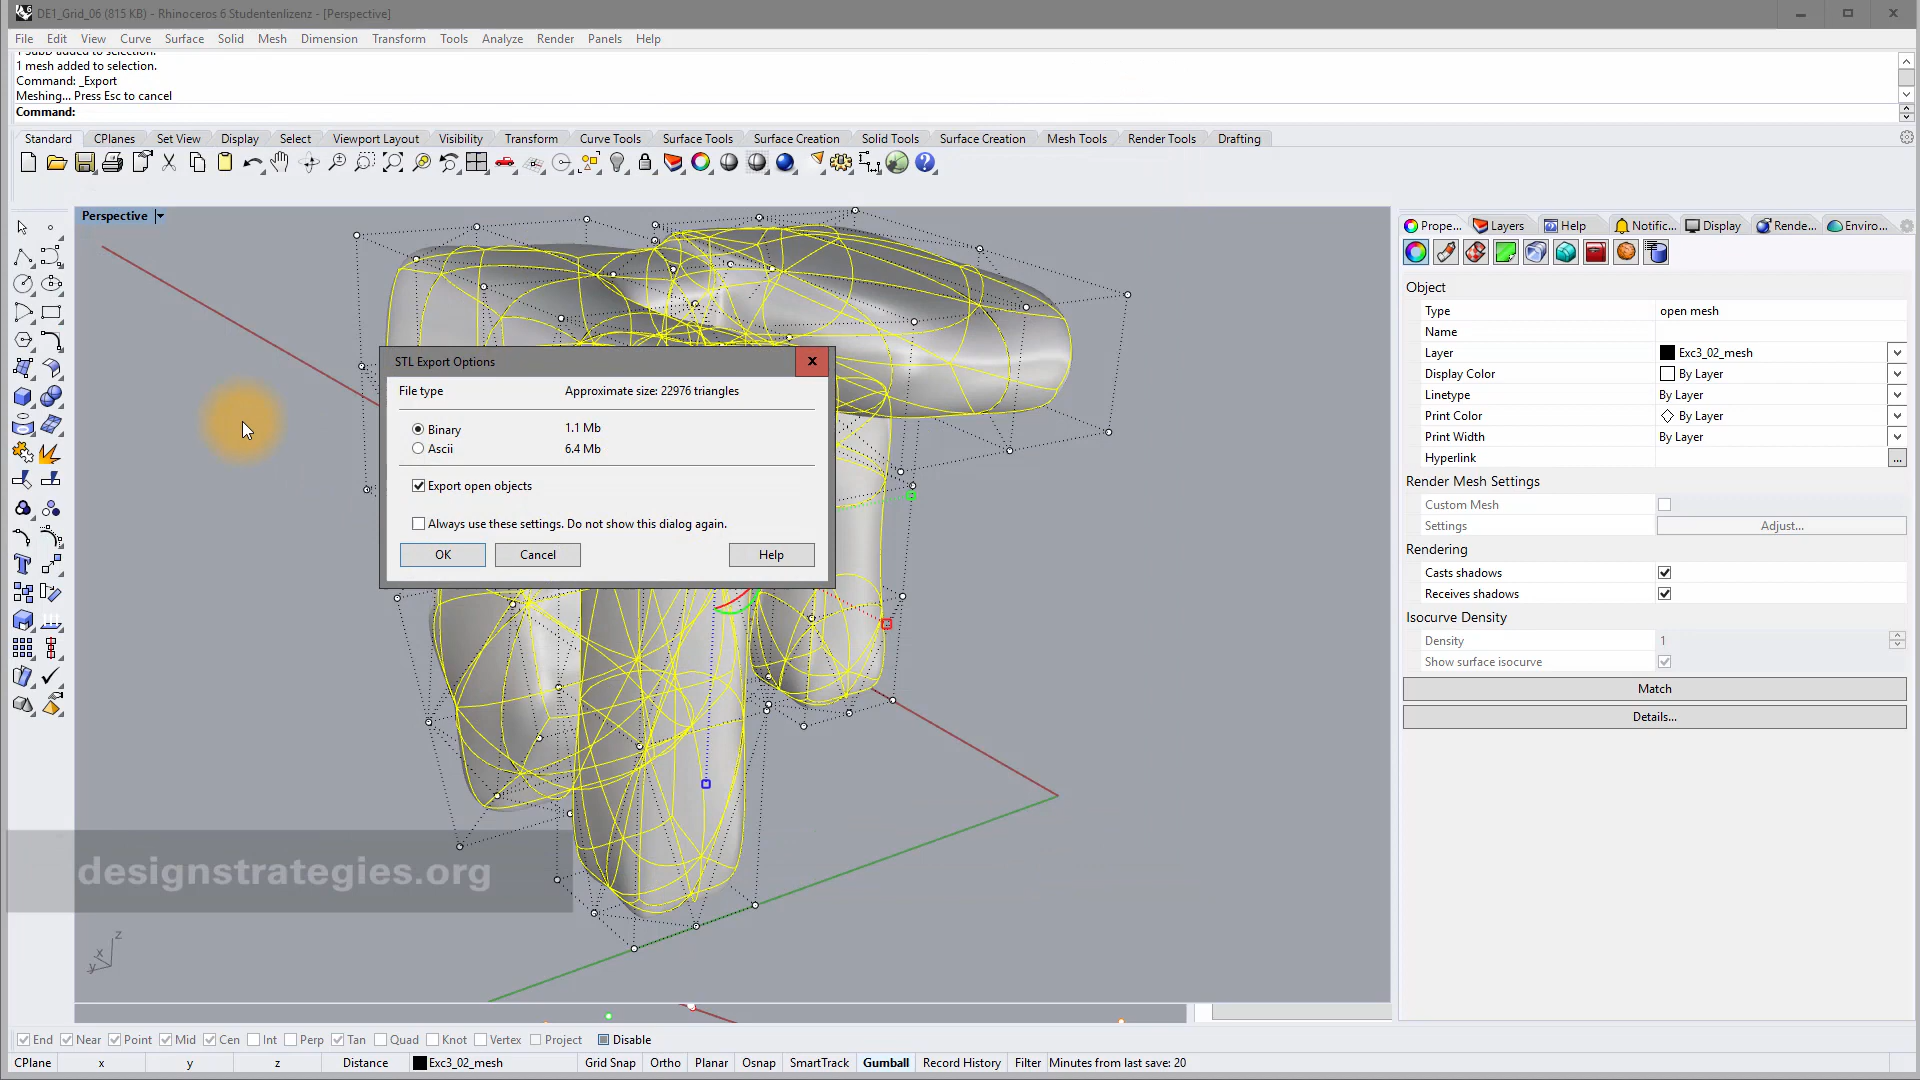 DE1_Grid_06 (815 KB) - Rhinoceros 6 Studentenlizenz - [Perspective]
File Edit View Curve Surface Solid Mesh Dimension Transform Tools Analyze Render Panels Help
1 SubD added to selection.
1 mesh added to selection.
Command: _Export
Meshing... Press Esc to cancel
Command:
Standard CPlanes Set View Display Select Viewport Layout Visibility Transform Curve Tools Surface Tools Surface Creation Solid Tools Surface Creation Mesh Tools Render Tools Drafting
Perspective
Prope... Layers Help Notific... Display Rende... Enviro...
Object
Type open mesh
Name
Layer Exc3_02_mesh
Display Color By Layer
Linetype By Layer
Print Color By Layer
Print Width By Layer
Hyperlink ...
Render Mesh Settings
Custom Mesh
Settings Adjust...
Rendering
Casts shadows
Receives shadows
Isocurve Density
Density 1
Show surface isocurve
Match
Details...
STL Export Options
File type Approximate size: 22976 triangles
Binary 1.1 Mb
Ascii 6.4 Mb
Export open objects
Always use these settings. Do not show this dialog again.
OK Cancel Help
designstrategies.org
z
x
y
End Near Point Mid Cen Int Perp Tan Quad Knot Vertex Project Disable
CPlane x y z Distance Exc3_02_mesh Grid Snap Ortho Planar Osnap SmartTrack Gumball Record History Filter Minutes from last save: 20